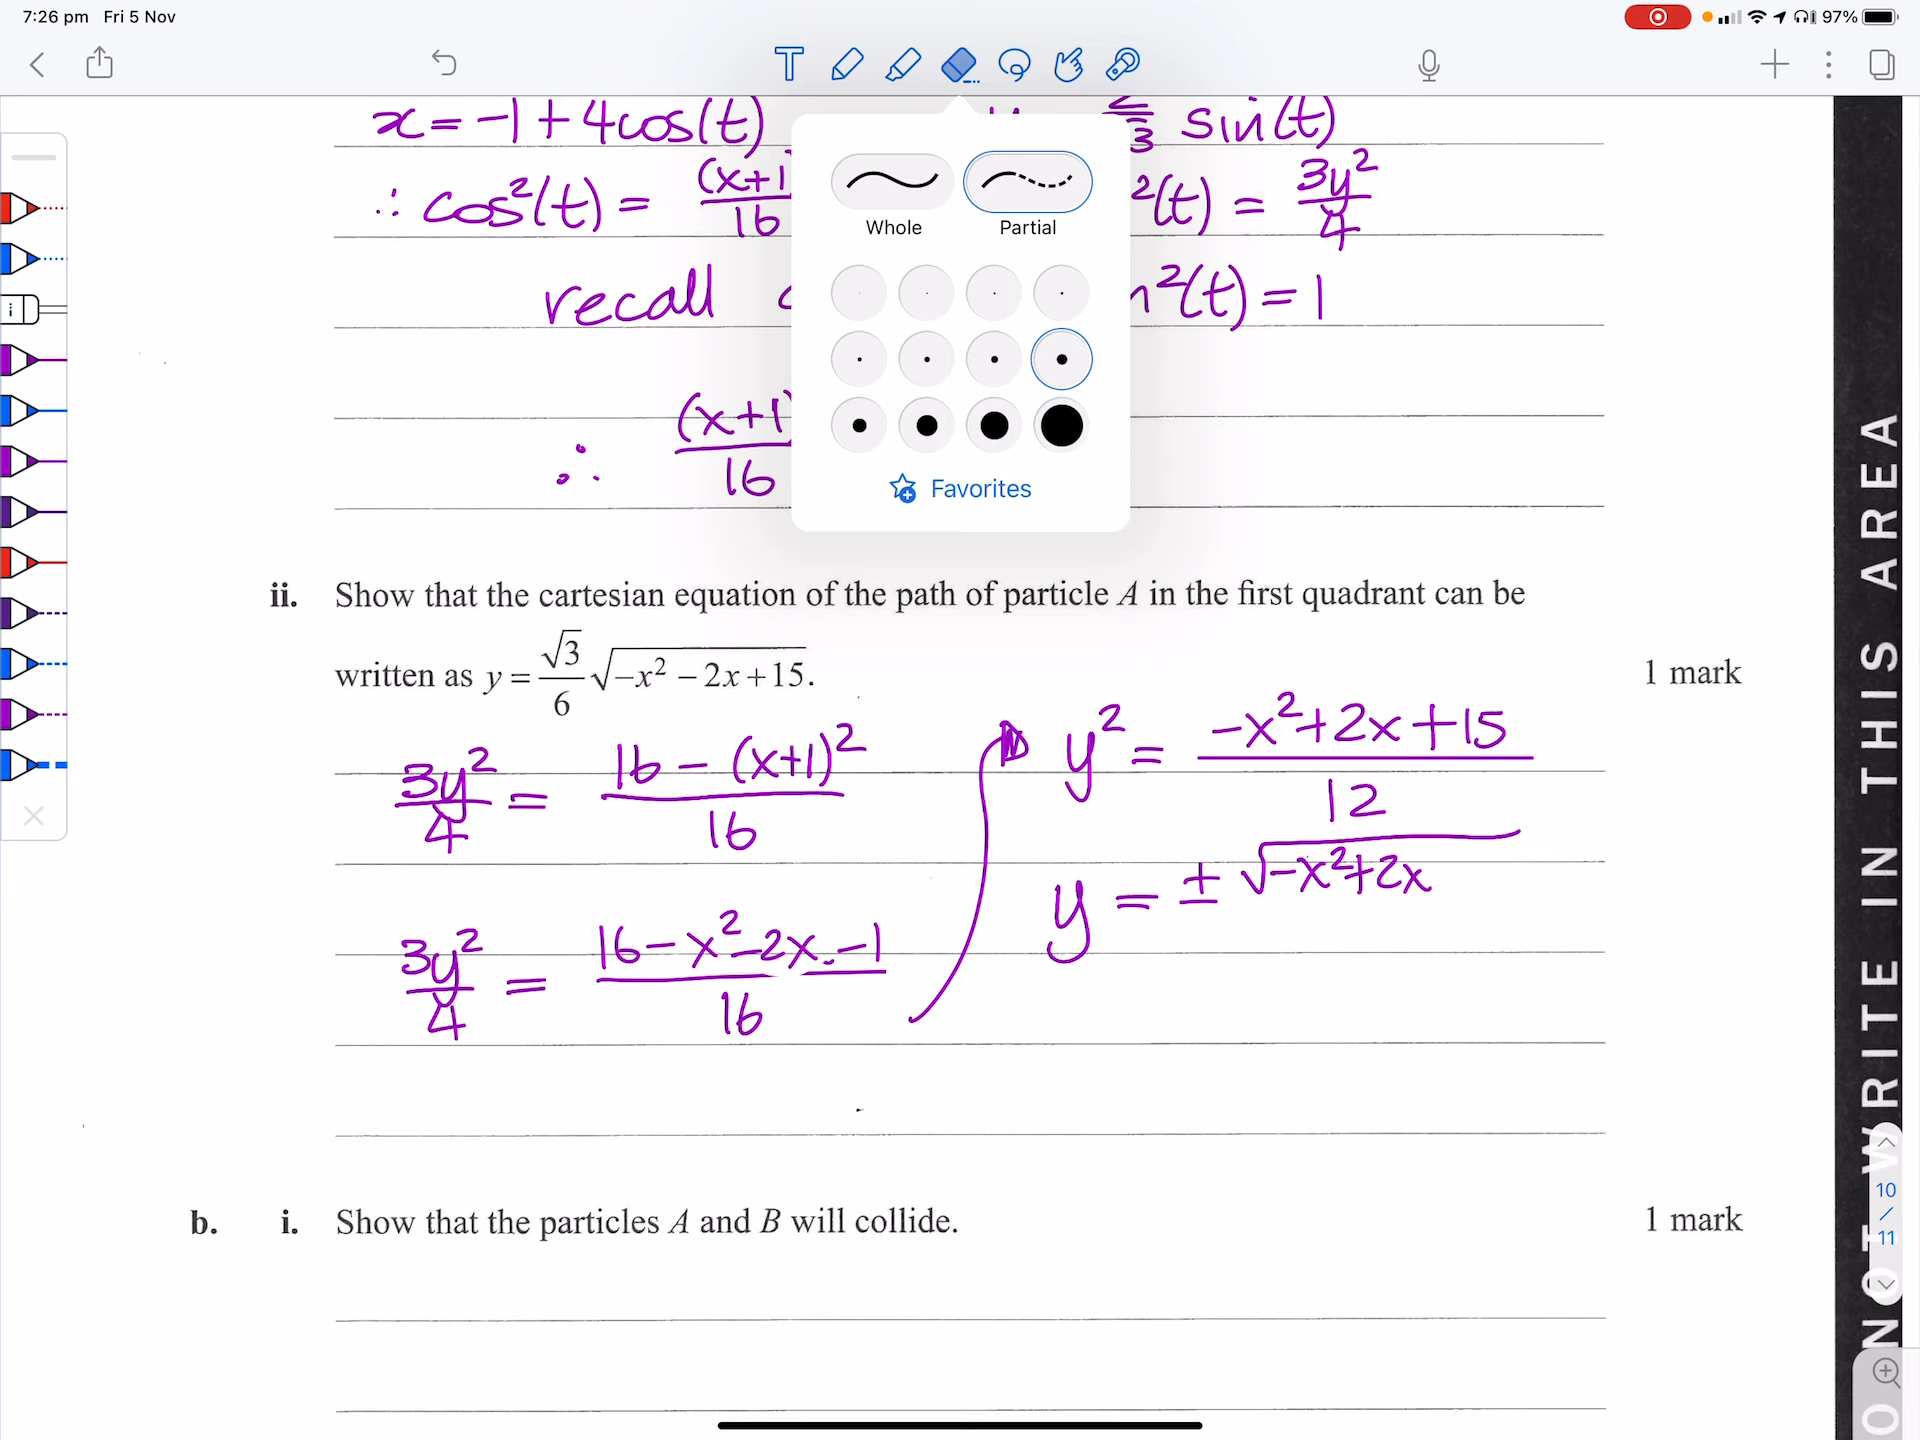 7:26 pm Fri 5 Nov
97%
x = -1 + 4cos(t) sin(t)
∴ cos²(t) = (x+1 / 16 ²(t) = 3y²/4
recall n²(t) = 1
∴ (x+1) / 16
Whole
Partial
Favorites
ii. Show that the cartesian equation of the path of particle A in the first quadrant can be
written as y = √3/6 √(-x² - 2x + 15). 1 mark
3y²/4 = (16 - (x+1)²)/16
3y²/4 = (16 - x² - 2x - 1)/16
y² = (-x² + 2x + 15)/12
y = ± √(-x² + 2x
b. i. Show that the particles A and B will collide. 1 mark
10
/
11
O NOT WRITE IN THIS AREA